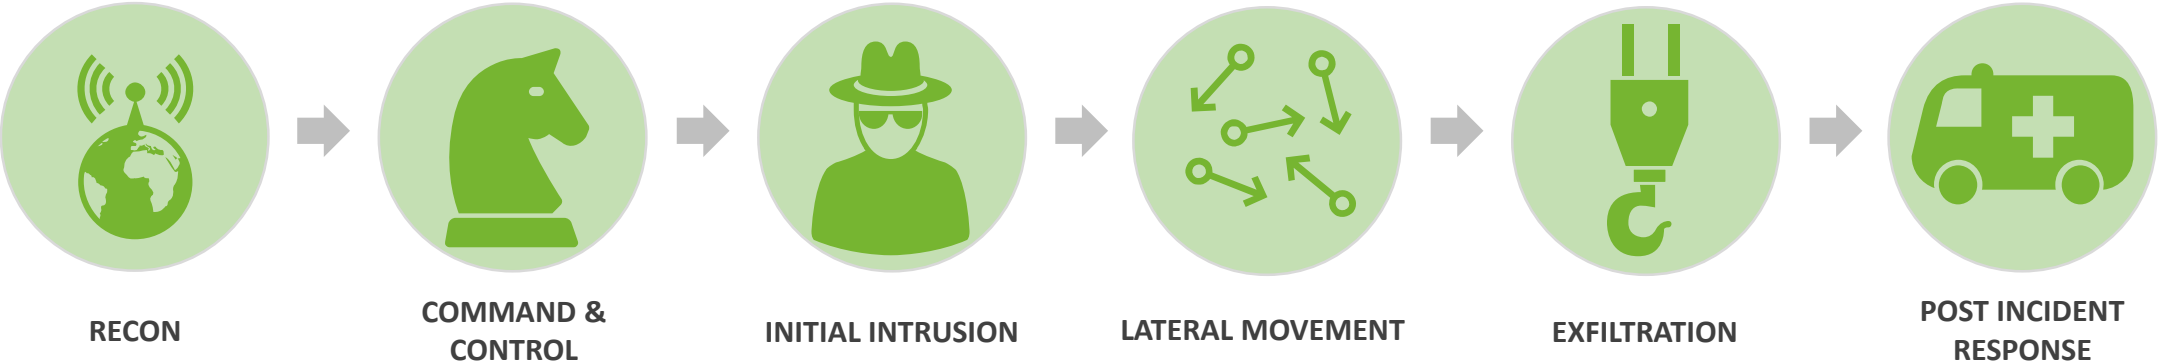 RECON
COMMAND &
CONTROL
INITIAL INTRUSION
LATERAL MOVEMENT
EXFILTRATION
POST INCIDENT
RESPONSE